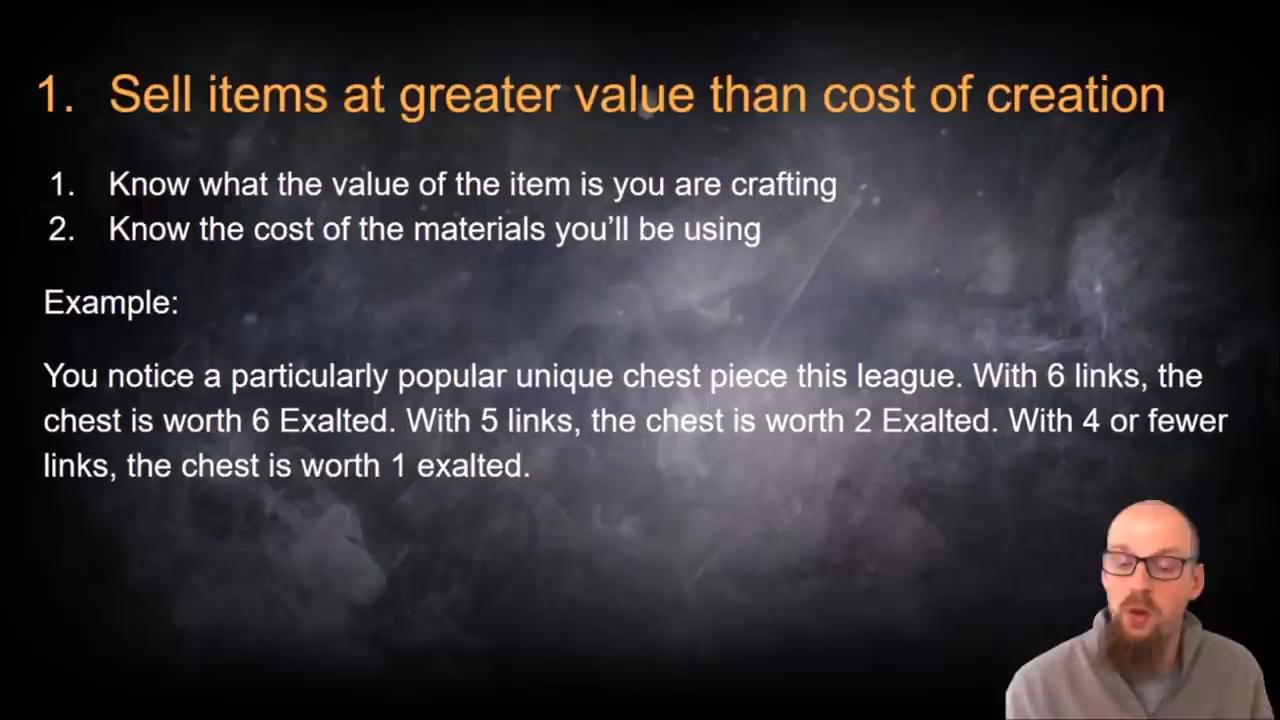 1. Sell items at greater value than cost of creation
1. Know what the value of the item is you are crafting
2. Know the cost of the materials you’ll be using
Example:
You notice a particularly popular unique chest piece this league. With 6 links, the
chest is worth 6 Exalted. With 5 links, the chest is worth 2 Exalted. With 4 or fewer
links, the chest is worth 1 exalted.